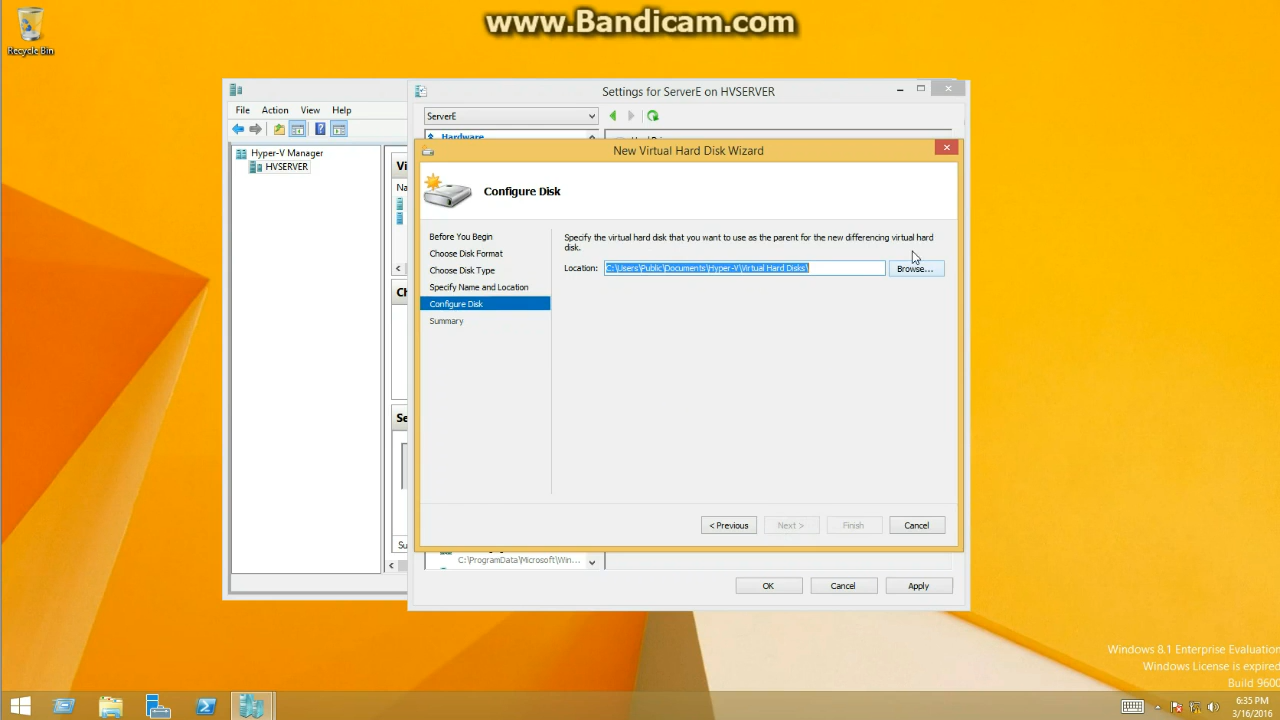 www.Bandicam.com
Recycle Bin
Settings for ServerE on HVSERVER
File Action View Help
ServerE
Hardware
New Virtual Hard Disk Wizard
Hyper-V Manager
HVSERVER
Configure Disk
Before You Begin
Choose Disk Format
Choose Disk Type
Specify Name and Location
Configure Disk
Summary
Specify the virtual hard disk that you want to use as the parent for the new differencing virtual hard
disk.
Location: C:\Users\Public\Documents\Hyper-V\Virtual Hard Disks\ Browse...
< Previous Next > Finish Cancel
C:\ProgramData\Microsoft\Win...
OK Cancel Apply
Windows 8.1 Enterprise Evaluation
Windows License is expired
Build 9600
6:35 PM
3/16/2016